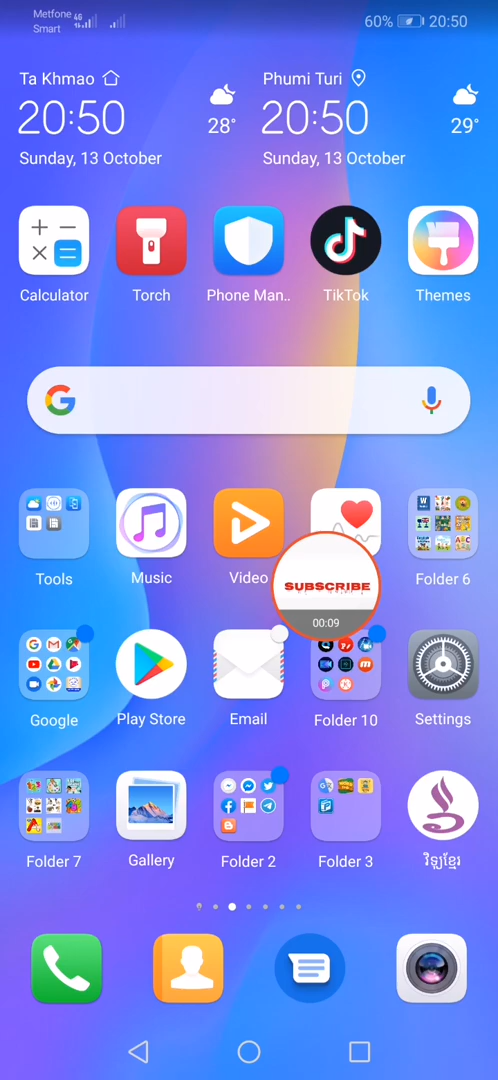 Metfone 4G
Smart
60% 20:50
Ta Khmao
20:50
28°
Sunday, 13 October
Phumi Turi
20:50
29°
Sunday, 13 October
Calculator
Torch
Phone Man..
TikTok
Themes
Tools
Music
Video
SUBSCRIBE
00:09
Folder 6
Google
Play Store
Email
Folder 10
Settings
Folder 7
Gallery
Folder 2
Folder 3
វិទ្យុខ្មែរ